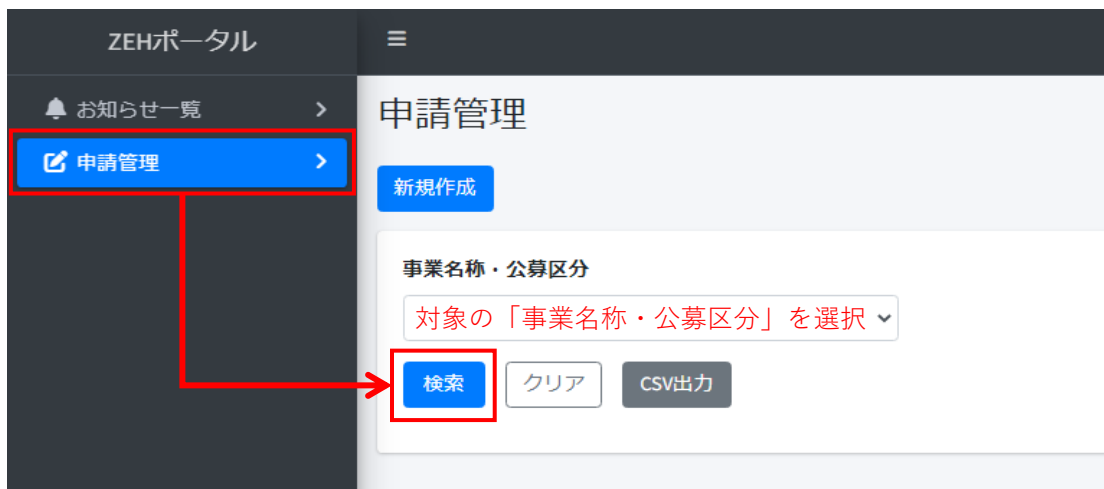 ZEHポータル
お知らせ一覧
申請管理
申請管理
新規作成
事業名称・公募区分
対象の「事業名称・公募区分」を選択
検索
クリア
CSV出力